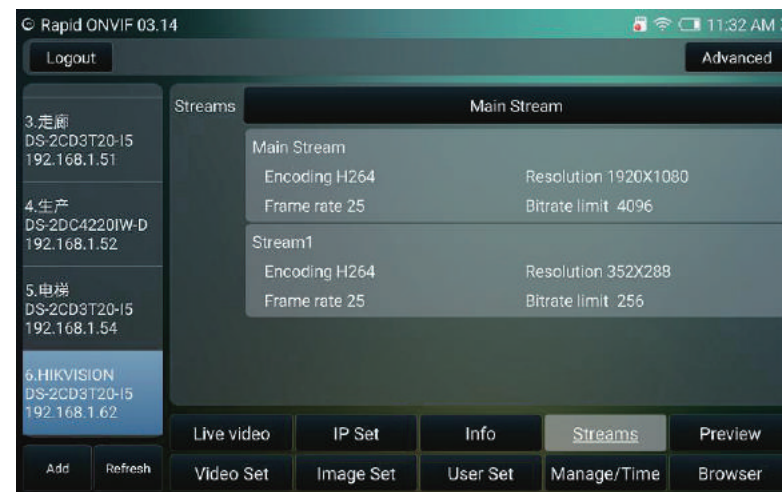 Rapid ONVIF 03.14 11:32 AM
Logout Advanced
3.走廊
DS-2CD3T20-I5
192.168.1.51
4.生产
DS-2DC4220IW-D
192.168.1.52
5.电梯
DS-2CD3T20-I5
192.168.1.54
6.HIKVISION
DS-2CD3T20-I5
192.168.1.62
Add Refresh
Streams Main Stream
Main Stream
Encoding H264 Resolution 1920X1080
Frame rate 25 Bitrate limit 4096
Stream1
Encoding H264 Resolution 352X288
Frame rate 25 Bitrate limit 256
Live video IP Set Info Streams Preview
Video Set Image Set User Set Manage/Time Browser